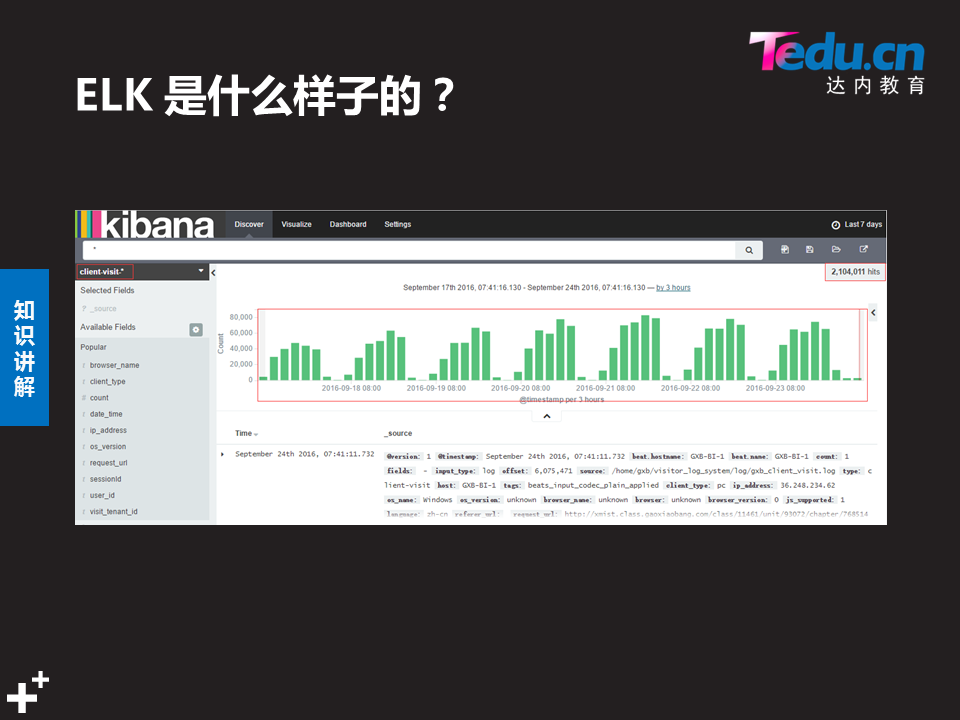 Tedu.cn
达内教育
ELK 是什么样子的？
知识讲解
kibana
Discover Visualize Dashboard Settings Last 7 days
*
client-visit-* 2,104,011 hits
Selected Fields
? _source
Available Fields
Popular
t browser_name
t client_type
# count
t date_time
t ip_address
t os_version
t request_url
t sessionId
t user_id
t visit_tenant_id
September 17th 2016, 07:41:16.130 - September 24th 2016, 07:41:16.130 — by 3 hours
Count
80,000
60,000
40,000
20,000
0
2016-09-18 08:00 2016-09-19 08:00 2016-09-20 08:00 2016-09-21 08:00 2016-09-22 08:00 2016-09-23 08:00
@timestamp per 3 hours
Time _source
September 24th 2016, 07:41:11.732 @version: 1 @timestamp: September 24th 2016, 07:41:11.732 beat.hostname: GXB-BI-1 beat.name: GXB-BI-1 count: 1
fields: - input_type: log offset: 6,075,471 source: /home/gxb/visitor_log_system/log/gxb_client_visit.log type: c
lient-visit host: GXB-BI-1 tags: beats_input_codec_plain_applied client_type: pc ip_address: 36.248.234.62
os_name: Windows os_version: unknown browser_name: unknown browser: unknown browser_version: 0 js_supported: 1
language: zh-cn referer_url: request_url: http://xmist.class.gaoxiaobang.com/class/11461/unit/93072/chapter/768514